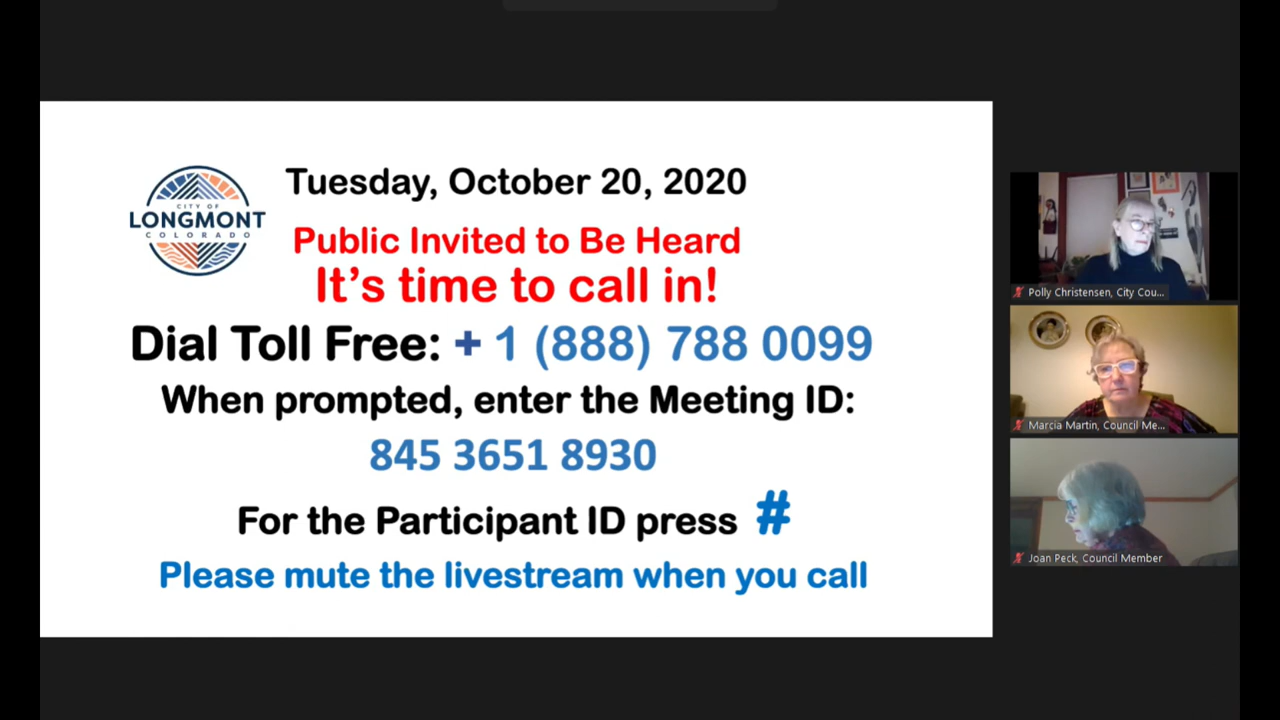 Tuesday, October 20, 2020
CITY OF
LONGMONT
COLORADO
Public Invited to Be Heard
It's time to call in!
Dial Toll Free: + 1 (888) 788 0099
When prompted, enter the Meeting ID:
845 3651 8930
For the Participant ID press #
Please mute the livestream when you call
Polly Christensen, City Cou...
Marcia Martin, Council Me...
Joan Peck, Council Member